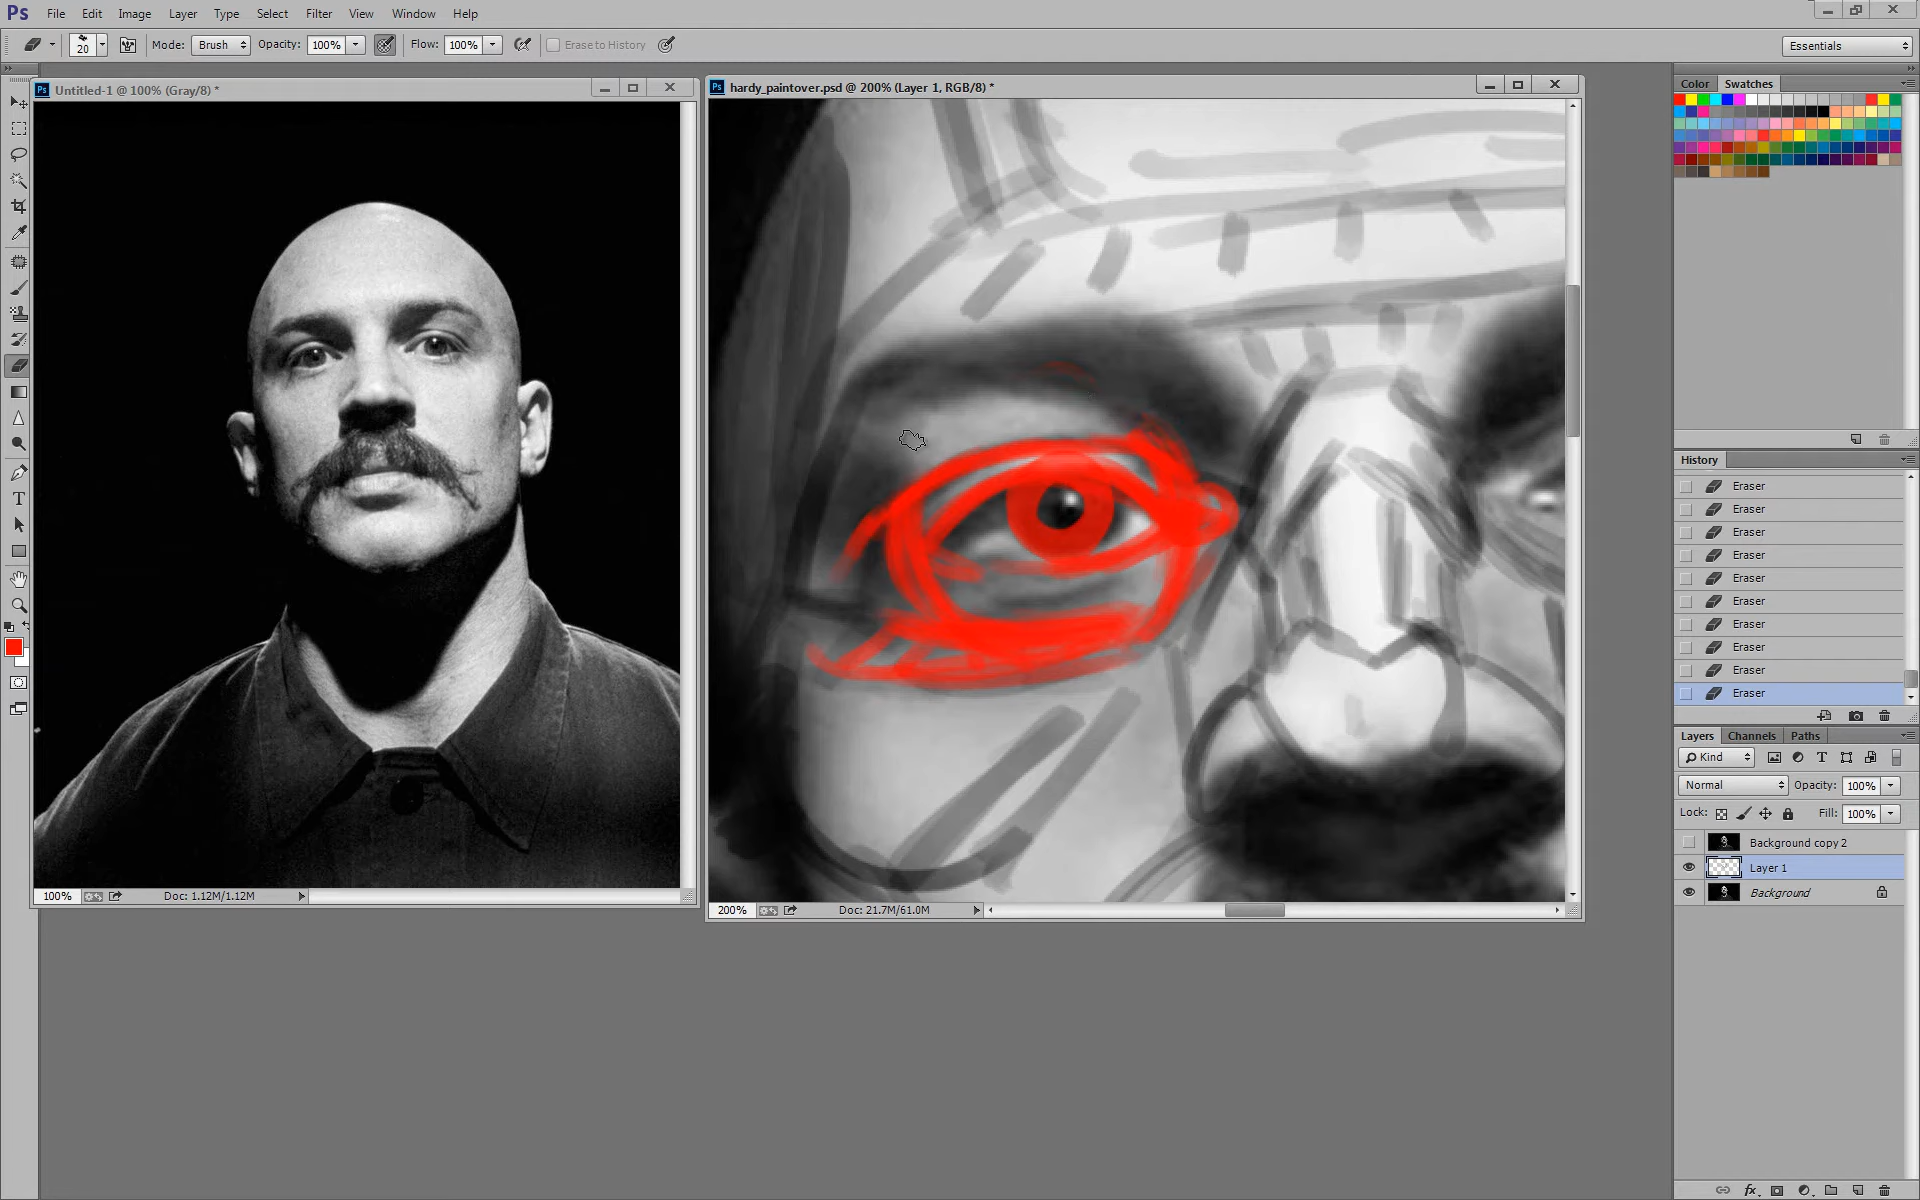 Ps File Edit Image Layer Type Select Filter 3D View Window Help
20 Mode: Brush Opacity: 100% Flow: 100% Erase to History Essentials
Ps Untitled-1 @ 100% (Gray/8) *
Ps hardy_paintover.psd @ 200% (Layer 1, RGB/8) *
Color Swatches
History
Eraser
Eraser
Eraser
Eraser
Eraser
Eraser
Eraser
Eraser
Eraser
Eraser
Layers Channels Paths
Kind
Normal Opacity: 100%
Lock: Fill: 100%
Background copy 2
Layer 1
Background
100% Doc: 1.12M/1.12M
200% Doc: 21.7M/61.0M